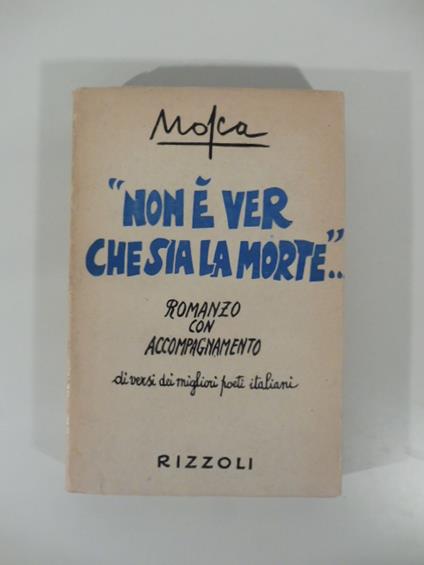 Mosca
"NON È VER
CHE SIA LA MORTE"...
ROMANZO
CON
ACCOMPAGNAMENTO
di versi dei migliori poeti italiani
RIZZOLI